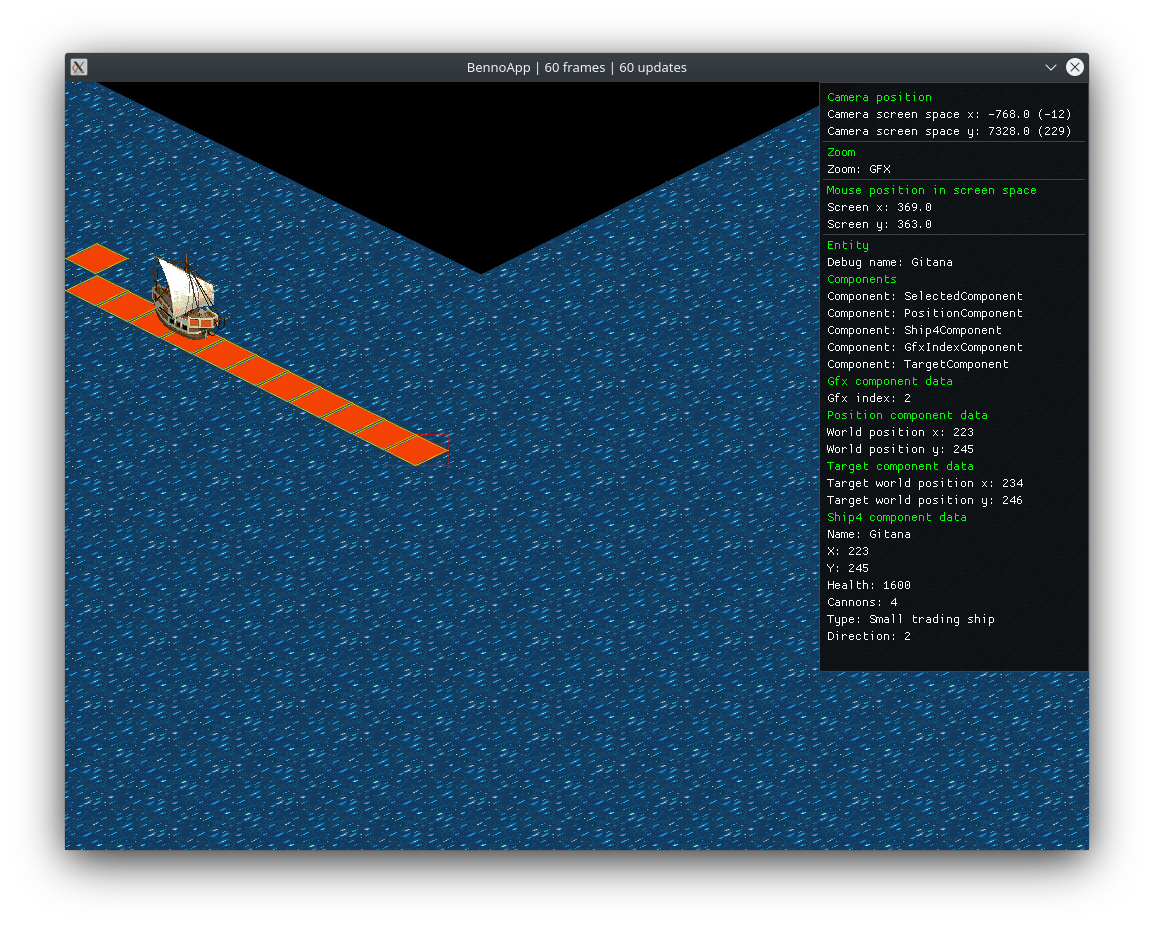 BennoApp | 60 frames | 60 updates
Camera position
Camera screen space x: -768.0 (-12)
Camera screen space y: 7328.0 (229)
Zoom
Zoom: GFX
Mouse position in screen space
Screen x: 369.0
Screen y: 363.0
Entity
Debug name: Gitana
Components
Component: SelectedComponent
Component: PositionComponent
Component: Ship4Component
Component: GfxIndexComponent
Component: TargetComponent
Gfx component data
Gfx index: 2
Position component data
World position x: 223
World position y: 245
Target component data
Target world position x: 234
Target world position y: 246
Ship4 component data
Name: Gitana
X: 223
Y: 245
Health: 1600
Cannons: 4
Type: Small trading ship
Direction: 2